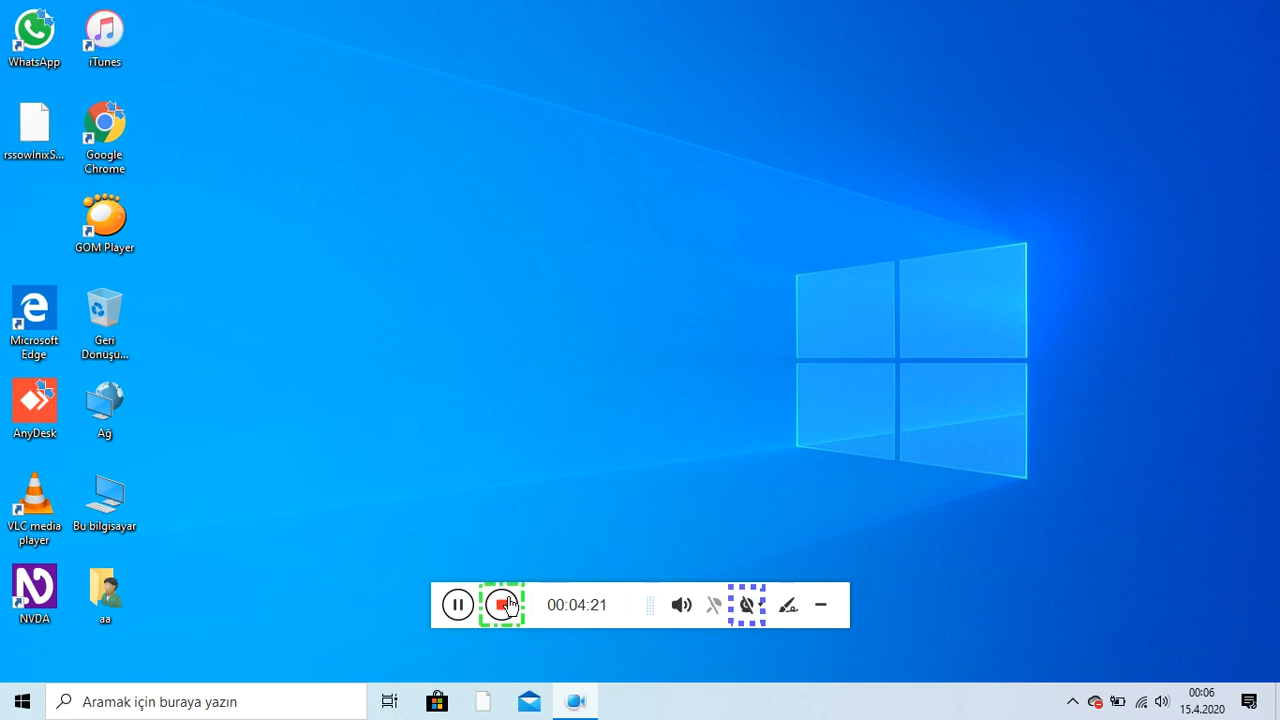 WhatsApp
iTunes
rssowlnixS...
Google
Chrome
GOM Player
Microsoft
Edge
Geri
Dönüşü...
AnyDesk
Ağ
VLC media
player
Bu bilgisayar
NVDA
aa
00:04:21
Aramak için buraya yazın
00:06
15.4.2020